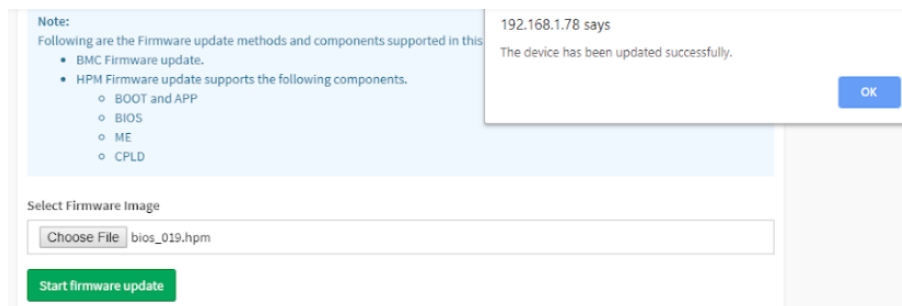 Note:
Following are the Firmware update methods and components supported in this
• BMC Firmware update.
• HPM Firmware update supports the following components.
◦ BOOT and APP
◦ BIOS
◦ ME
◦ CPLD
192.168.1.78 says
The device has been updated successfully.
OK
Select Firmware Image
Choose File bios_019.hpm
Start firmware update